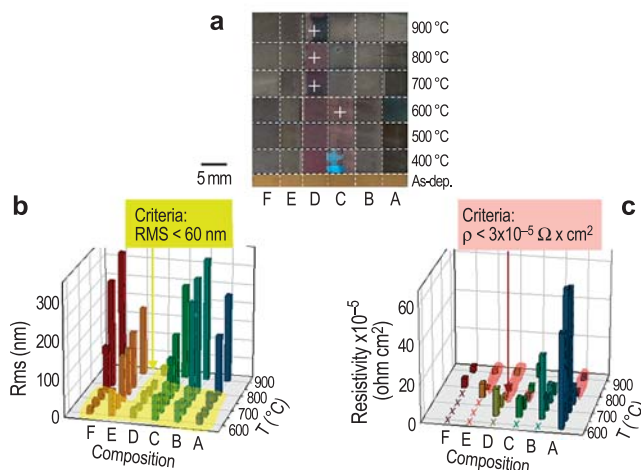 a
900 °C
800 °C
700 °C
600 °C
500 °C
400 °C
As-dep.
5 mm
F E D C B A
b
Criteria:
RMS < 60 nm
Rms (nm)
300
200
100
0
F E D C B A
Composition
600 700 800 900
T (°C)
c
Criteria:
ρ < 3x10–5 Ω x cm2
Resistivity x10–5
(ohm cm2)
60
40
20
0
F E D C B A
Composition
600 700 800 900
T (°C)